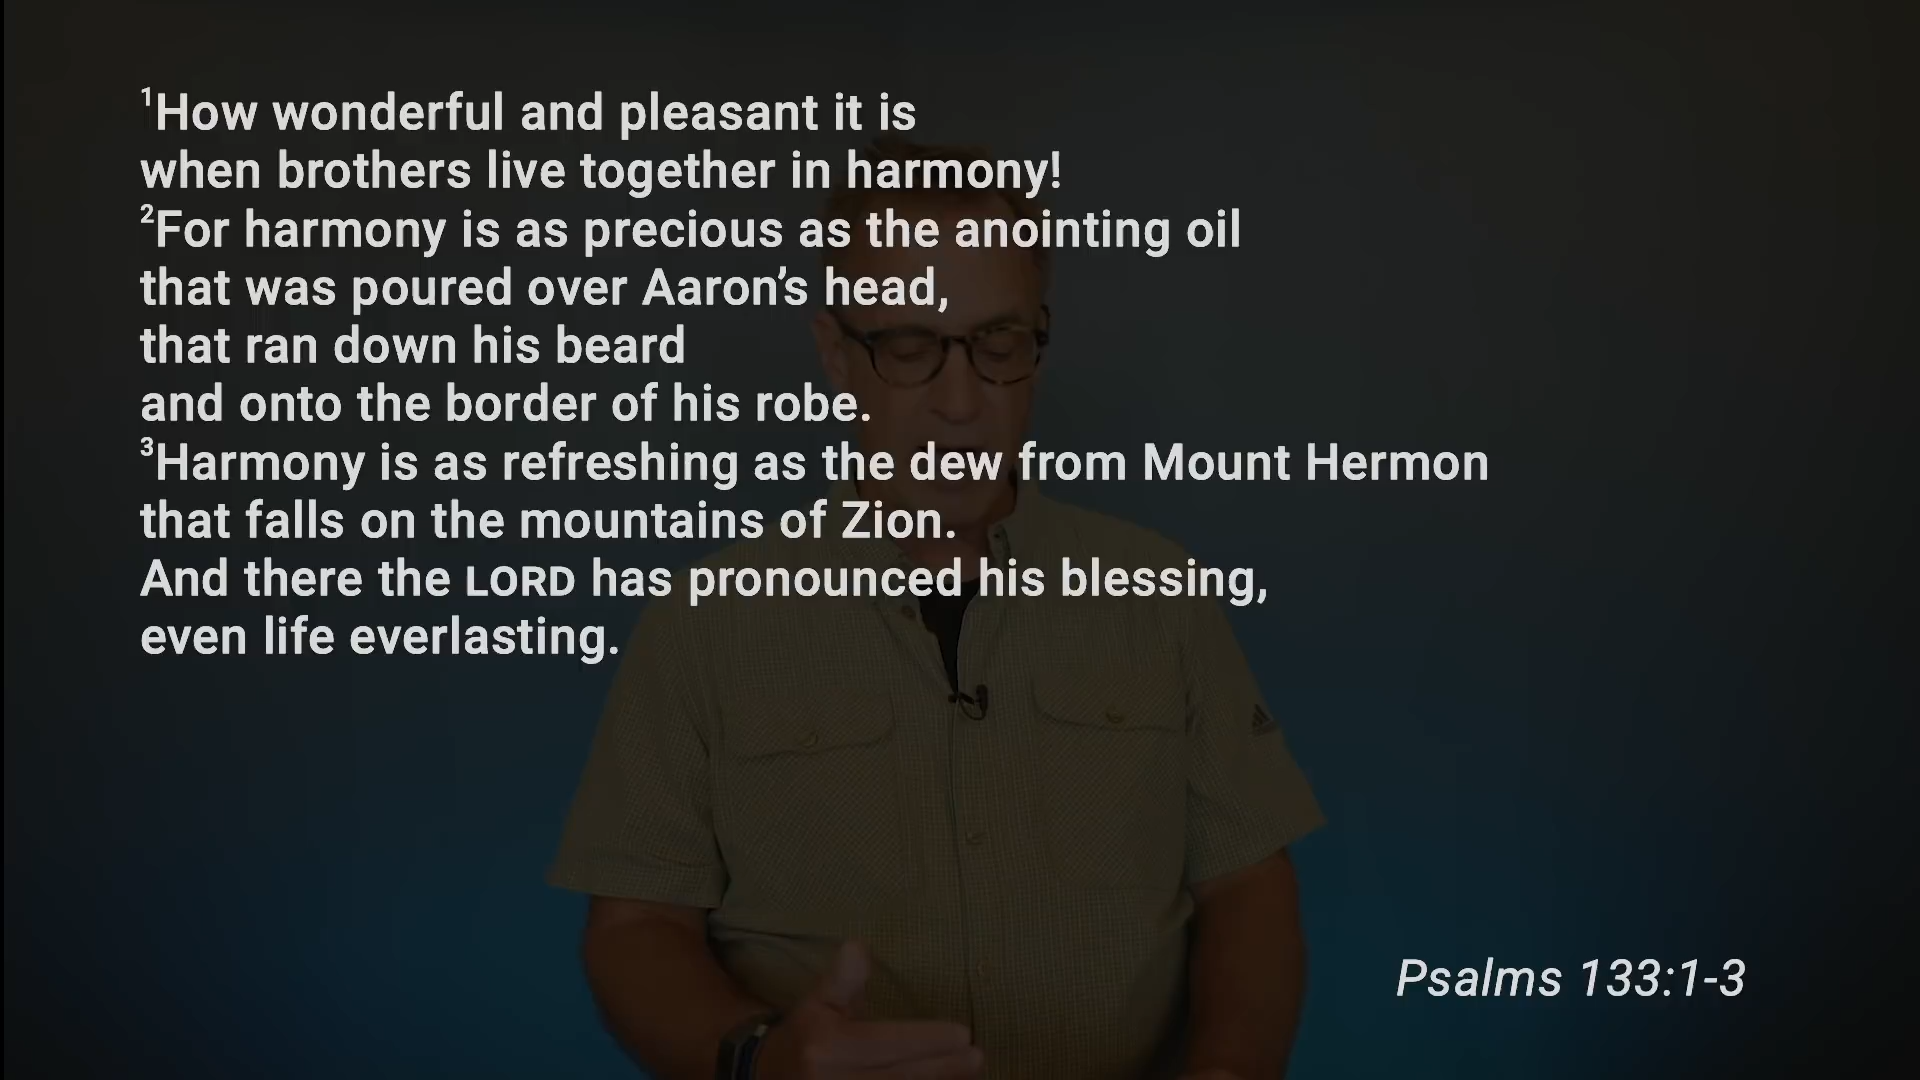 ¹How wonderful and pleasant it is
when brothers live together in harmony!
²For harmony is as precious as the anointing oil
that was poured over Aaron’s head,
that ran down his beard
and onto the border of his robe.
³Harmony is as refreshing as the dew from Mount Hermon
that falls on the mountains of Zion.
And there the LORD has pronounced his blessing,
even life everlasting.
Psalms 133:1-3